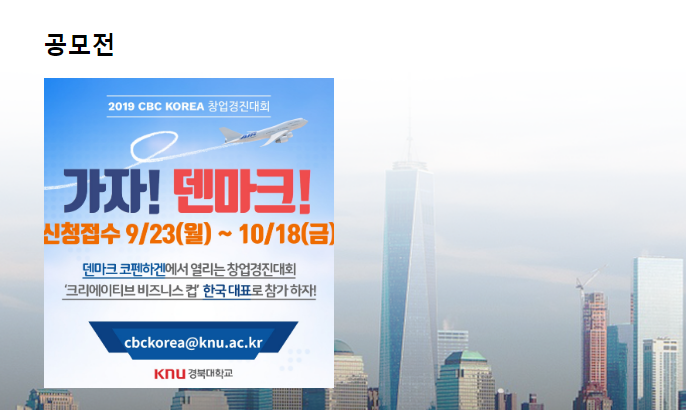 공모전
2019 CBC KOREA 창업경진대회
가자! 덴마크!
신청접수 9/23(월) ~ 10/18(금)
덴마크 코펜하겐에서 열리는 창업경진대회
'크리에이티브 비즈니스 컵' 한국 대표로 참가 하자!
cbckorea@knu.ac.kr
KNU 경북대학교